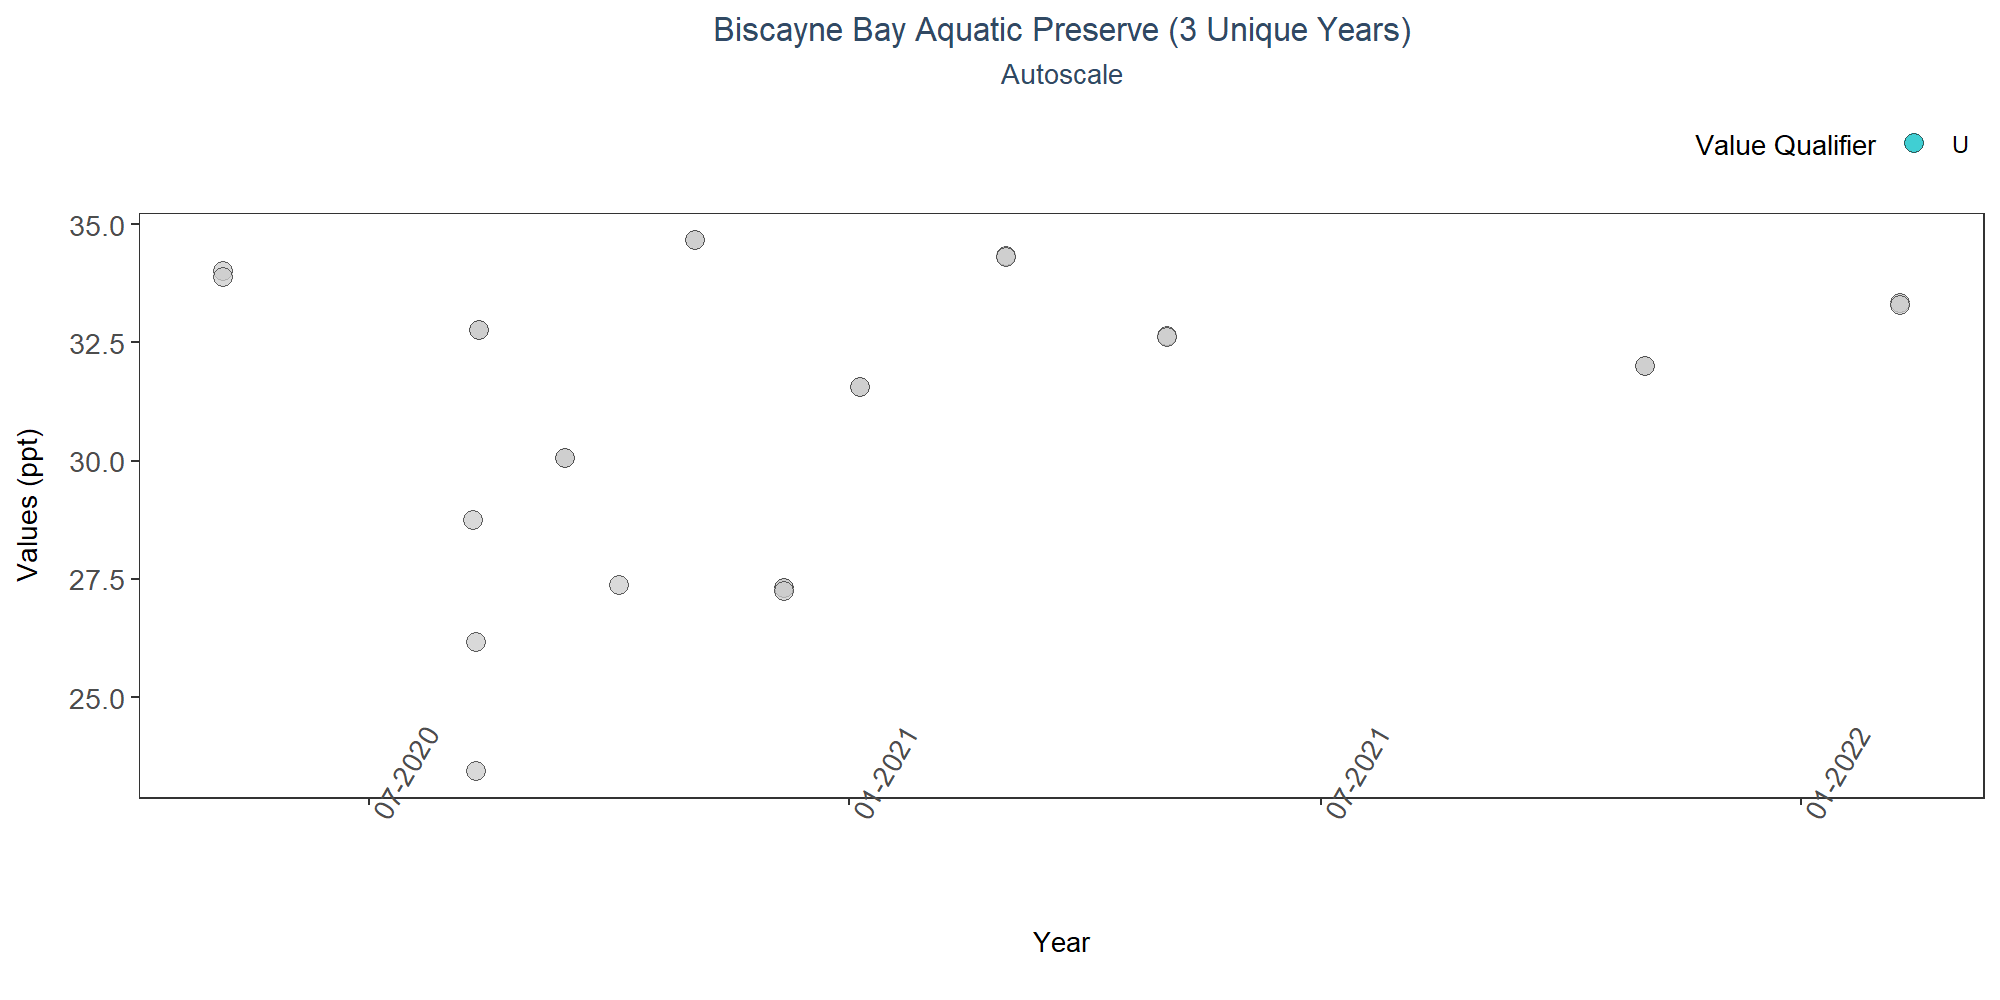 Biscayne Bay Aquatic Preserve (3 Unique Years)
Autoscale
Value Qualifier U
35.0
32.5
30.0
27.5
25.0
Values (ppt)
07-2020
01-2021
07-2021
01-2022
Year